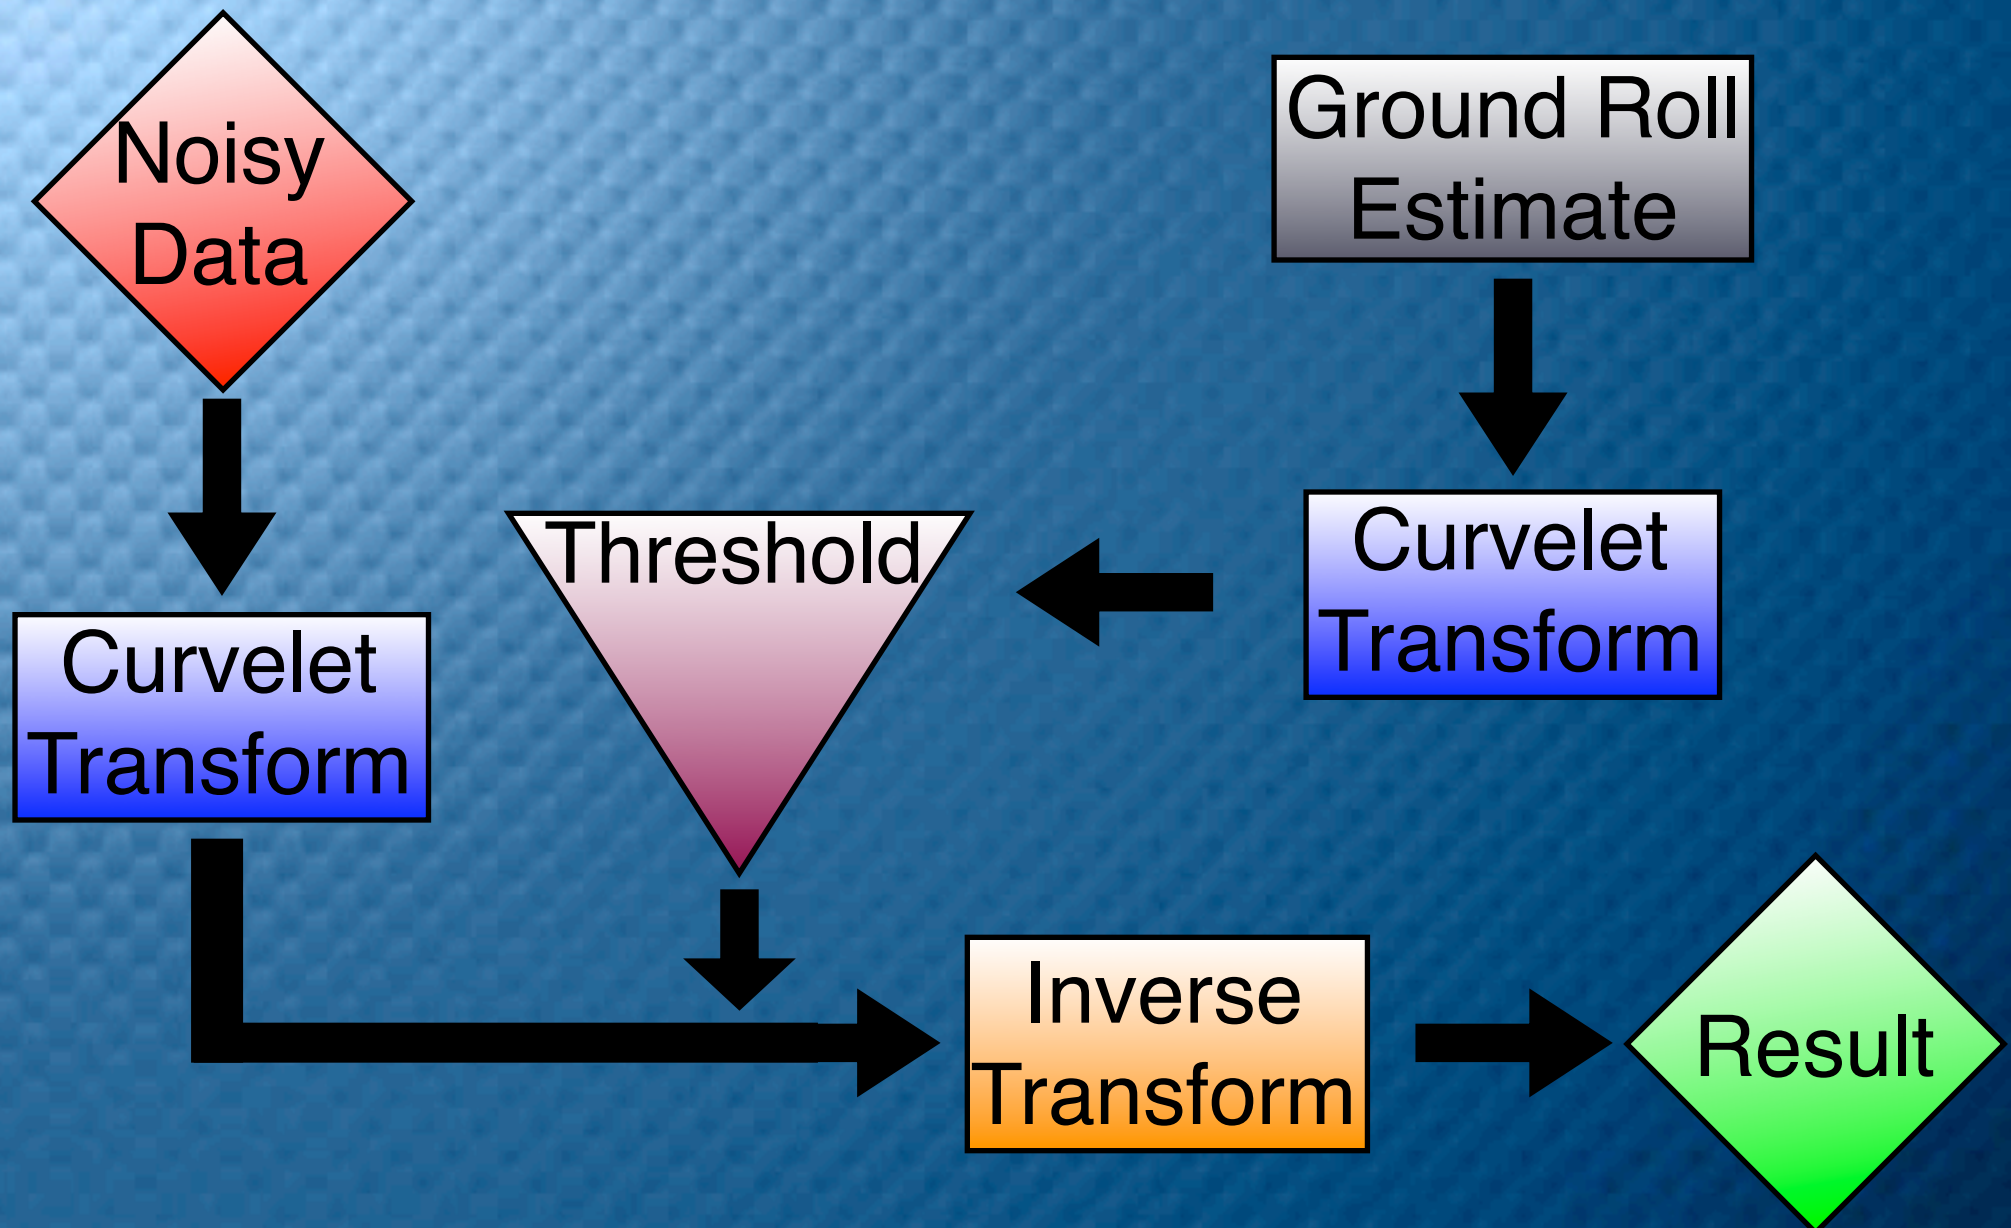 Noisy
Data
Ground Roll
Estimate
Curvelet
Transform
Threshold
Curvelet
Transform
Inverse
Transform
Result